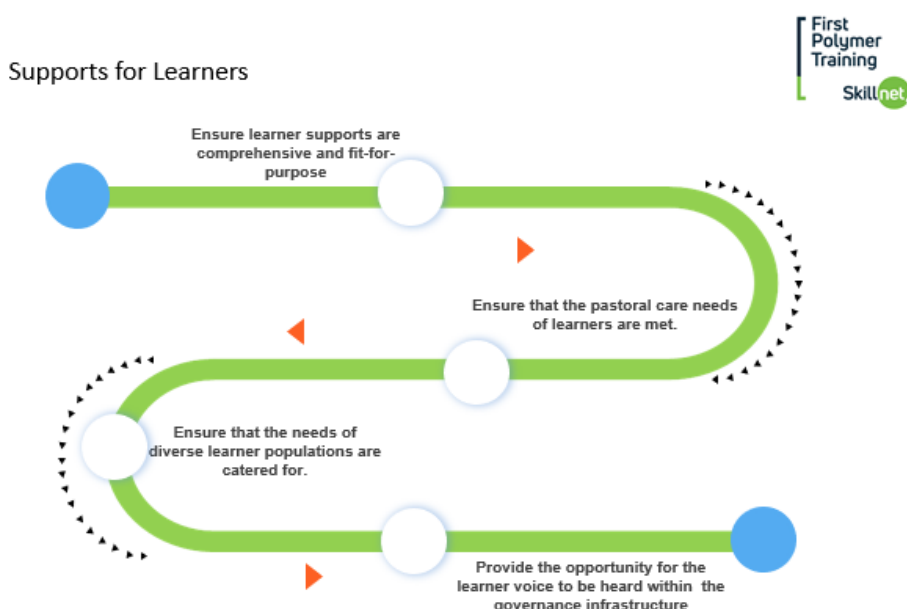 First
Polymer
Training
Skillnet
Supports for Learners
Ensure learner supports are
comprehensive and fit-for-
purpose
Ensure that the pastoral care needs
of learners are met.
Ensure that the needs of
diverse learner populations are
catered for.
Provide the opportunity for the
learner voice to be heard within the
governance infrastructure